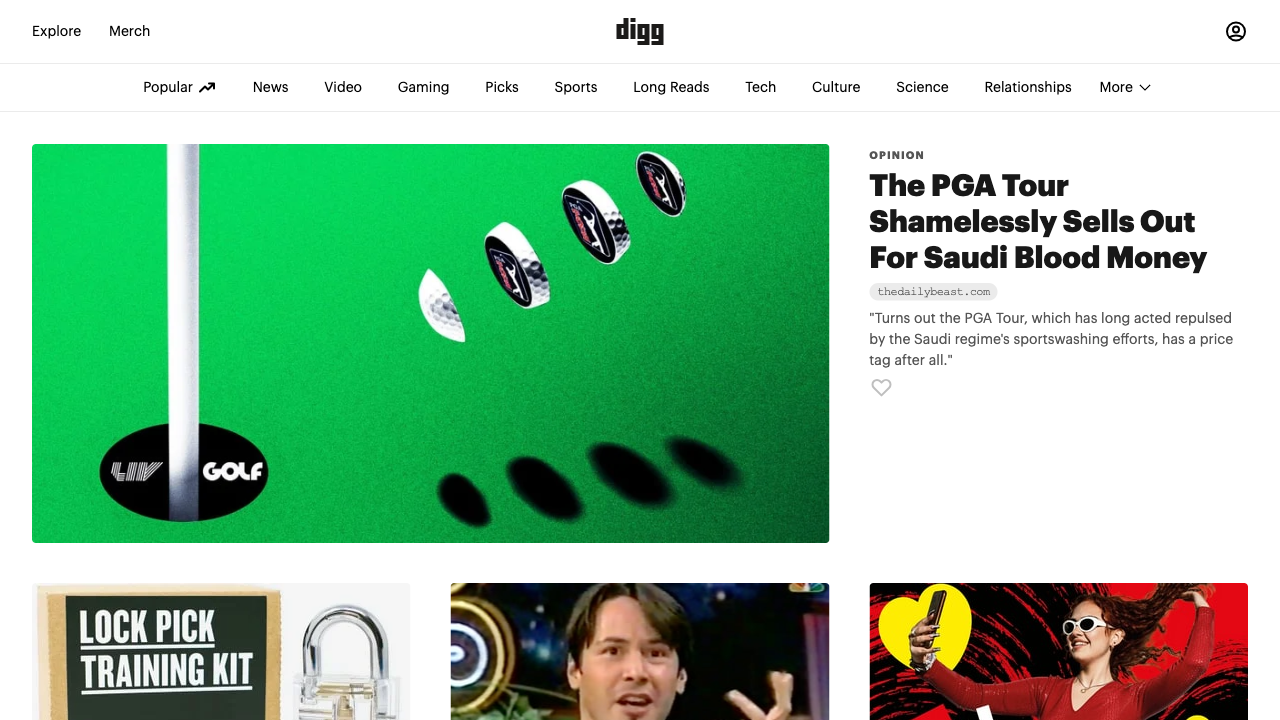 Explore
Merch
digg
Popular
News
Video
Gaming
Picks
Sports
Long Reads
Tech
Culture
Science
Relationships
More
LIV GOLF
OPINION
The PGA Tour
Shamelessly Sells Out
For Saudi Blood Money
thedailybeast.com
"Turns out the PGA Tour, which has long acted repulsed
by the Saudi regime's sportswashing efforts, has a price
tag after all."
LOCK PICK
TRAINING KIT